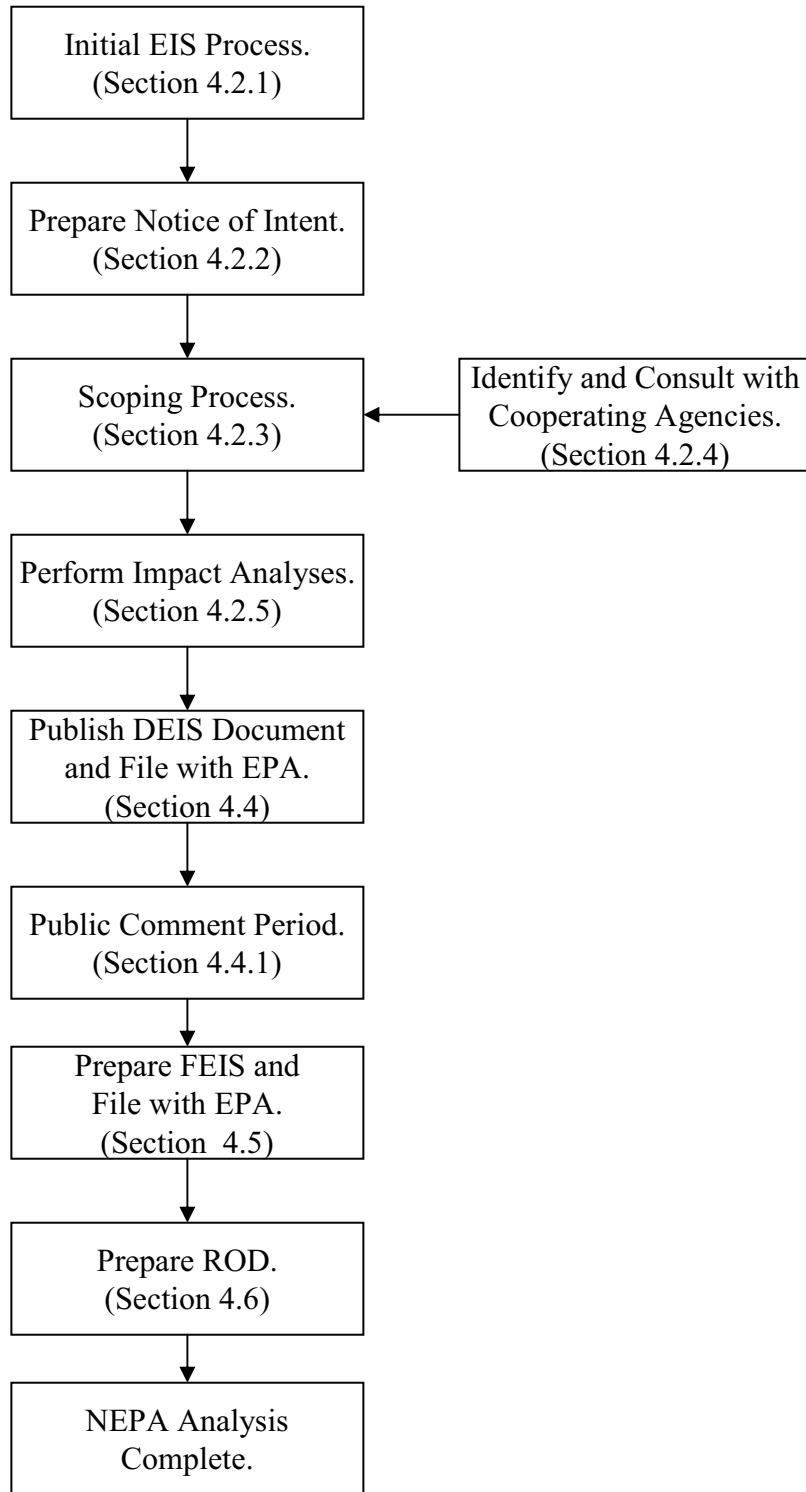 Initial EIS Process.
(Section 4.2.1)
Prepare Notice of Intent.
(Section 4.2.2)
Scoping Process.
(Section 4.2.3)
Identify and Consult with
Cooperating Agencies.
(Section 4.2.4)
Perform Impact Analyses.
(Section 4.2.5)
Publish DEIS Document
and File with EPA.
(Section 4.4)
Public Comment Period.
(Section 4.4.1)
Prepare FEIS and
File with EPA.
(Section  4.5)
Prepare ROD.
(Section 4.6)
NEPA Analysis
Complete.